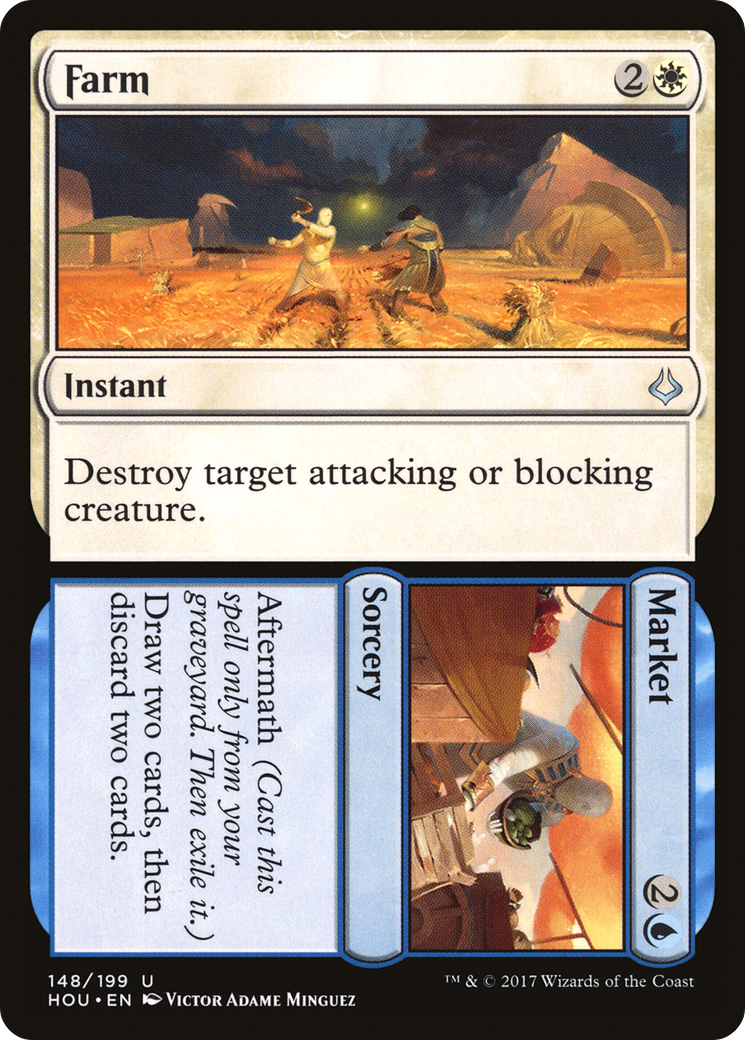 Farm 2
Instant
Destroy target attacking or blocking
creature.
Market 2
Sorcery
Aftermath (Cast this
spell only from your
graveyard. Then exile it.)
Draw two cards, then
discard two cards.
148/199 U
HOU • EN Victor Adame Minguez
™ & © 2017 Wizards of the Coast